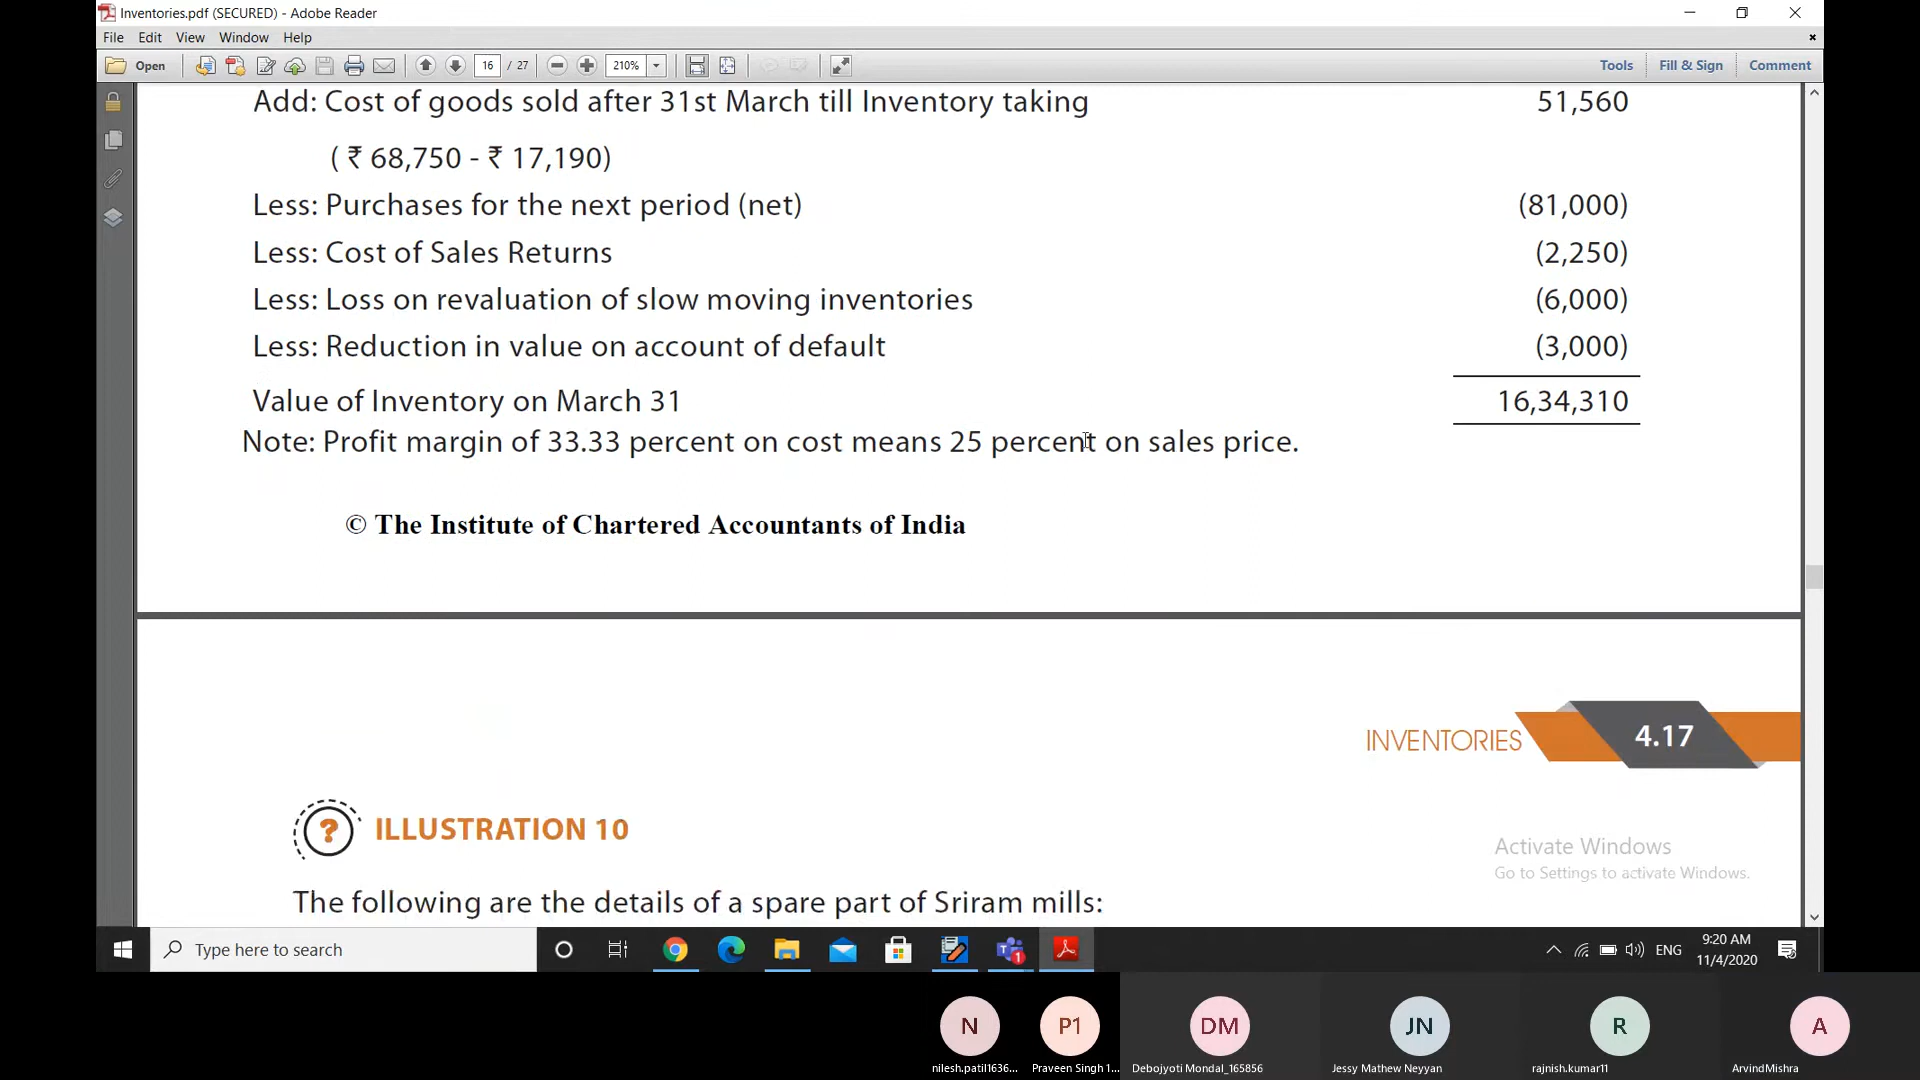 Inventories.pdf (SECURED) - Adobe Reader
File Edit View Window Help
Open 16 / 27 210% Tools Fill & Sign Comment
Add: Cost of goods sold after 31st March till Inventory taking 51,560
( ₹ 68,750 - ₹ 17,190)
Less: Purchases for the next period (net) (81,000)
Less: Cost of Sales Returns (2,250)
Less: Loss on revaluation of slow moving inventories (6,000)
Less: Reduction in value on account of default (3,000)
Value of Inventory on March 31 16,34,310
Note: Profit margin of 33.33 percent on cost means 25 percent on sales price.
© The Institute of Chartered Accountants of India
INVENTORIES 4.17
? ILLUSTRATION 10
Activate Windows
Go to Settings to activate Windows.
The following are the details of a spare part of Sriram mills:
Type here to search
1
ENG
9:20 AM
11/4/2020
N P1 DM JN R A
nilesh.patil1636... Praveen Singh 1... Debojyoti Mondal_165856 Jessy Mathew Neyyan rajnish.kumar11 ArvindMishra